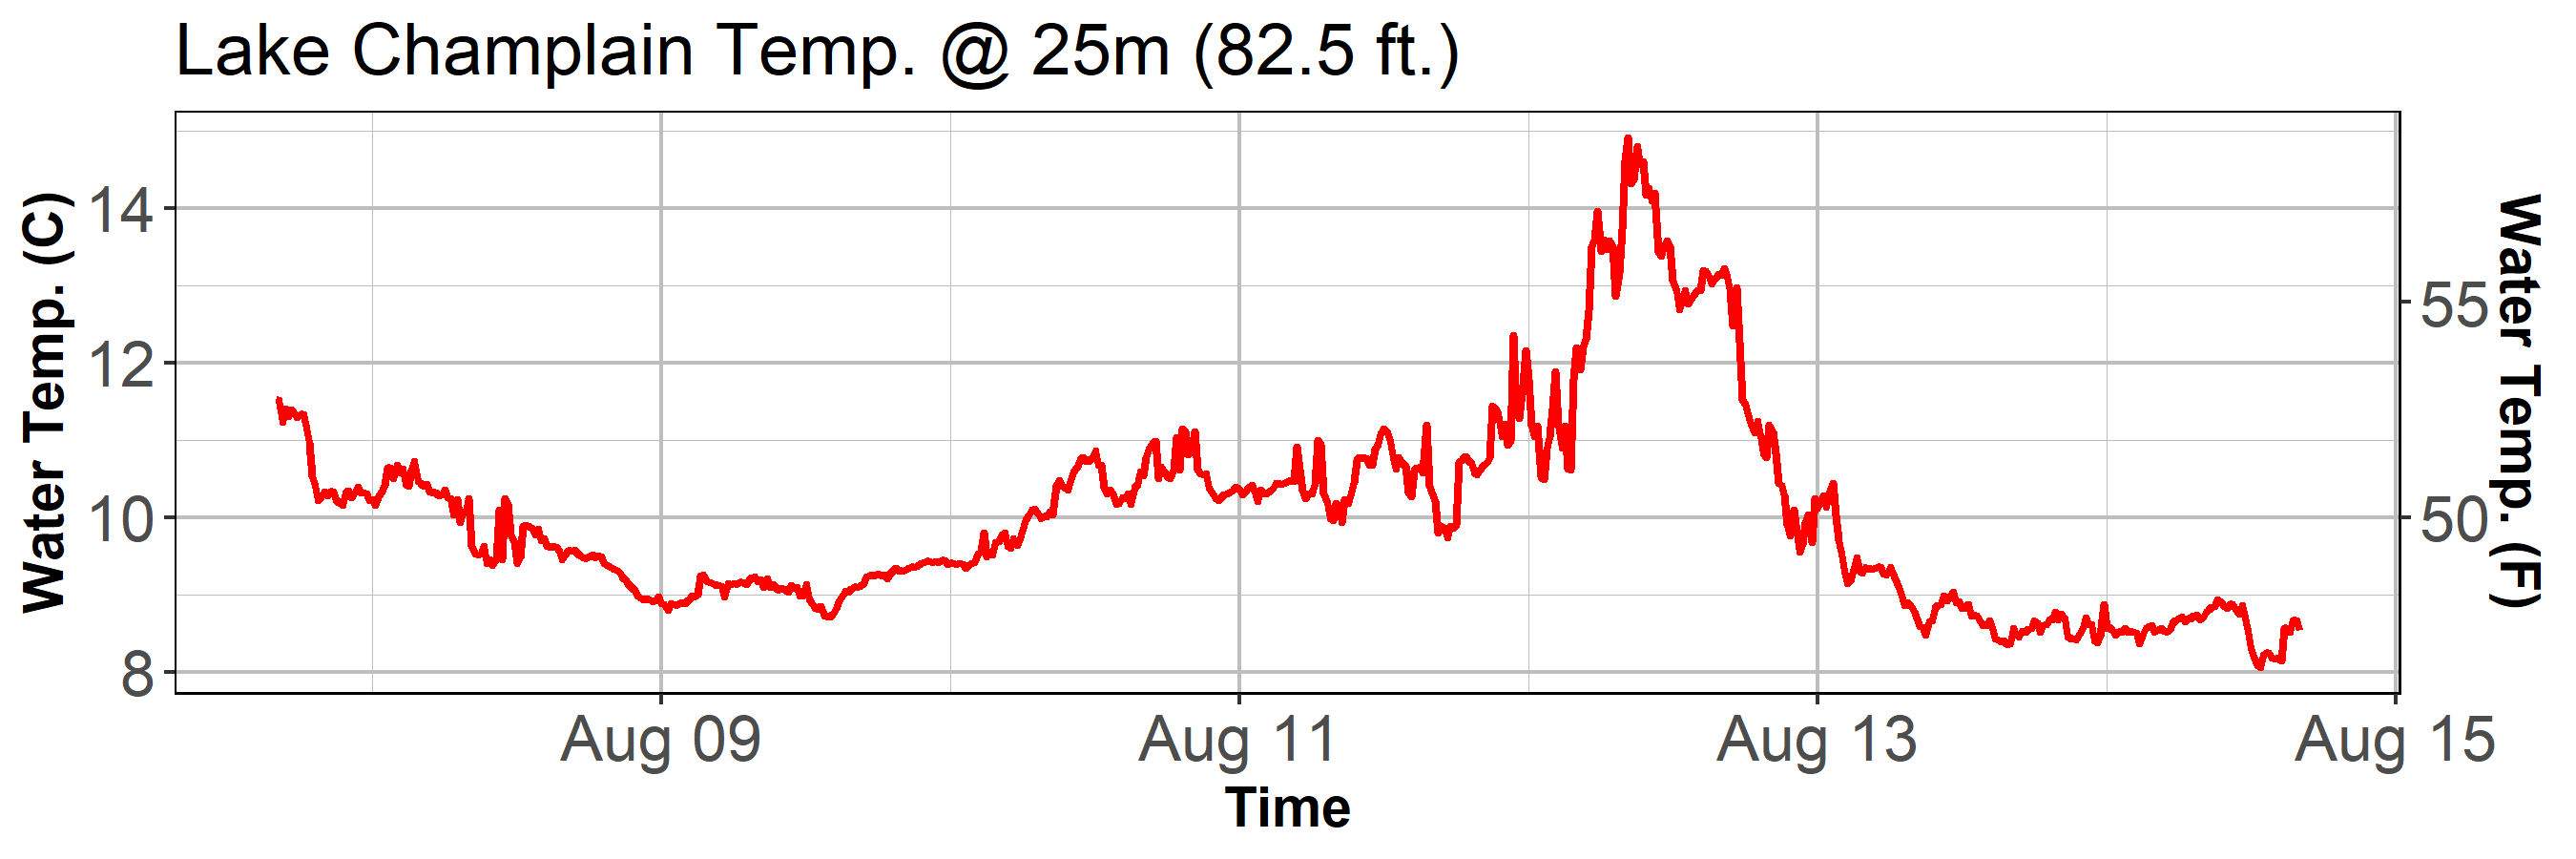 Lake Champlain Temp. @ 25m (82.5 ft.)
Water Temp. (C)
14
12
10
8
55
50
Water Temp. (F)
Aug 09
Aug 11
Aug 13
Aug 15
Time